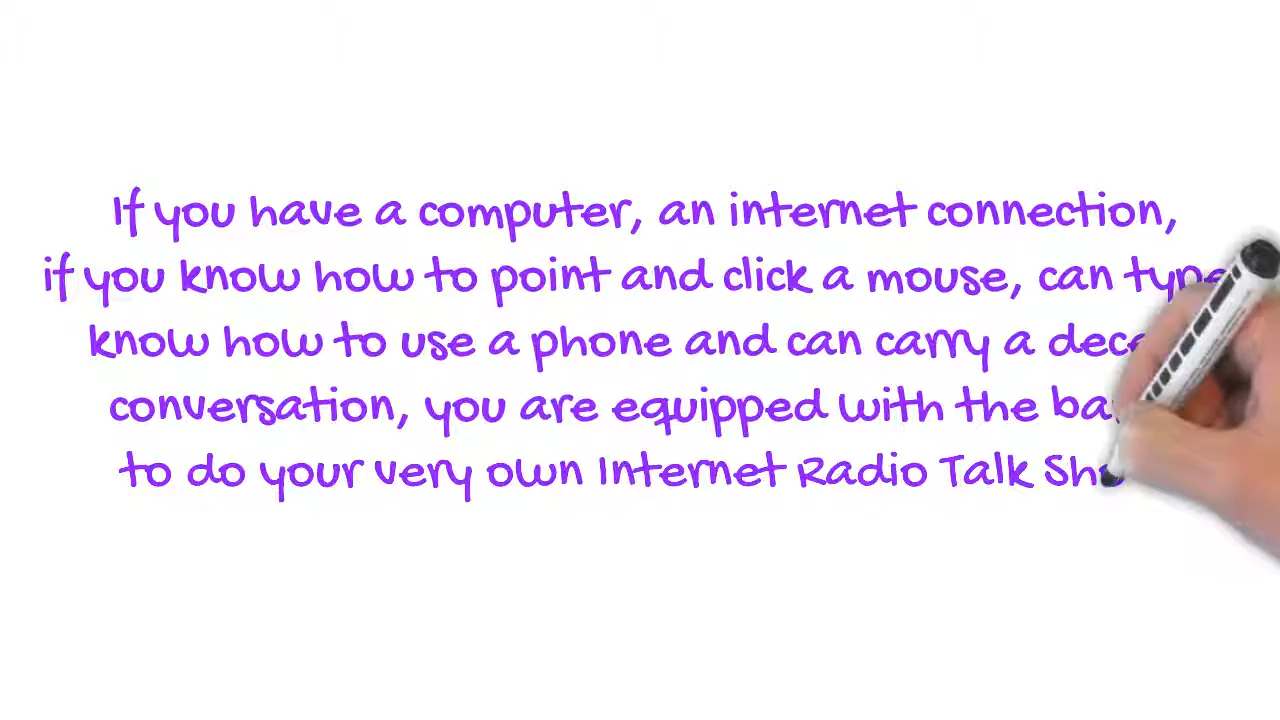 If you have a computer, an internet connection,
if you know how to point and click a mouse, can type
know how to use a phone and can carry a
conversation, you are equipped with the
to do your very own Internet Radio Talk